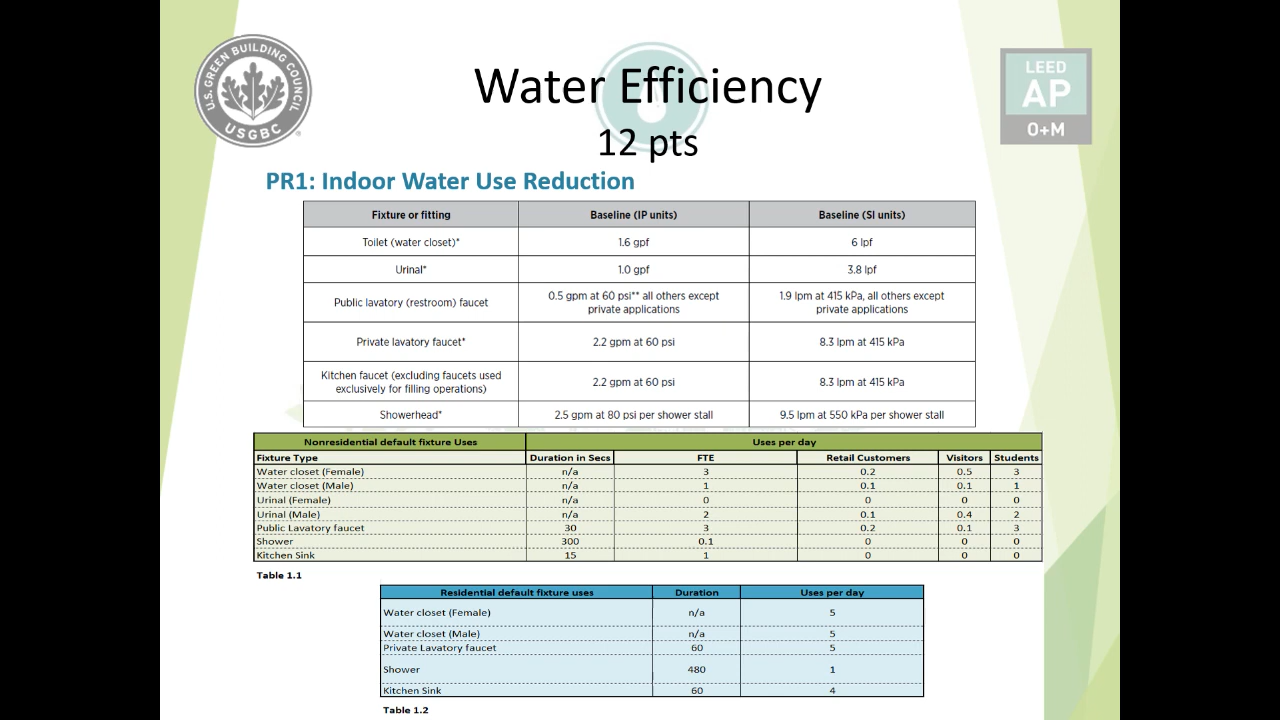 U.S. GREEN BUILDING COUNCIL
USGBC
LEED
AP
O+M
Water Efficiency
12 pts
PR1: Indoor Water Use Reduction
Fixture or fitting Baseline (IP units) Baseline (SI units)
Toilet (water closet)* 1.6 gpf 6 lpf
Urinal* 1.0 gpf 3.8 lpf
Public lavatory (restroom) faucet 0.5 gpm at 60 psi** all others except private applications 1.9 lpm at 415 kPa, all others except private applications
Private lavatory faucet* 2.2 gpm at 60 psi 8.3 lpm at 415 kPa
Kitchen faucet (excluding faucets used exclusively for filling operations) 2.2 gpm at 60 psi 8.3 lpm at 415 kPa
Showerhead* 2.5 gpm at 80 psi per shower stall 9.5 lpm at 550 kPa per shower stall
Nonresidential default fixture Uses Uses per day
Fixture Type Duration in Secs FTE Retail Customers Visitors Students
Water closet (Female) n/a 3 0.2 0.5 3
Water closet (Male) n/a 1 0.1 0.1 1
Urinal (Female) n/a 0 0 0 0
Urinal (Male) n/a 2 0.1 0.4 2
Public Lavatory faucet 30 3 0.2 0.1 3
Shower 300 0.1 0 0 0
Kitchen Sink 15 1 0 0 0
Table 1.1
Residential default fixture uses Duration Uses per day
Water closet (Female) n/a 5
Water closet (Male) n/a 5
Private Lavatory faucet 60 5
Shower 480 1
Kitchen Sink 60 4
Table 1.2